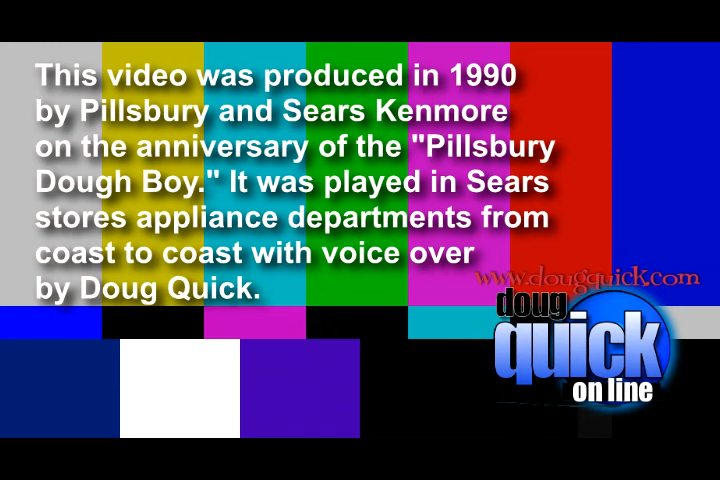 This video was produced in 1990
by Pillsbury and Sears Kenmore
on the anniversary of the "Pillsbury
Dough Boy." It was played in Sears
stores appliance departments from
coast to coast with voice over
by Doug Quick.
www.dougquick.com
doug
quick
on line